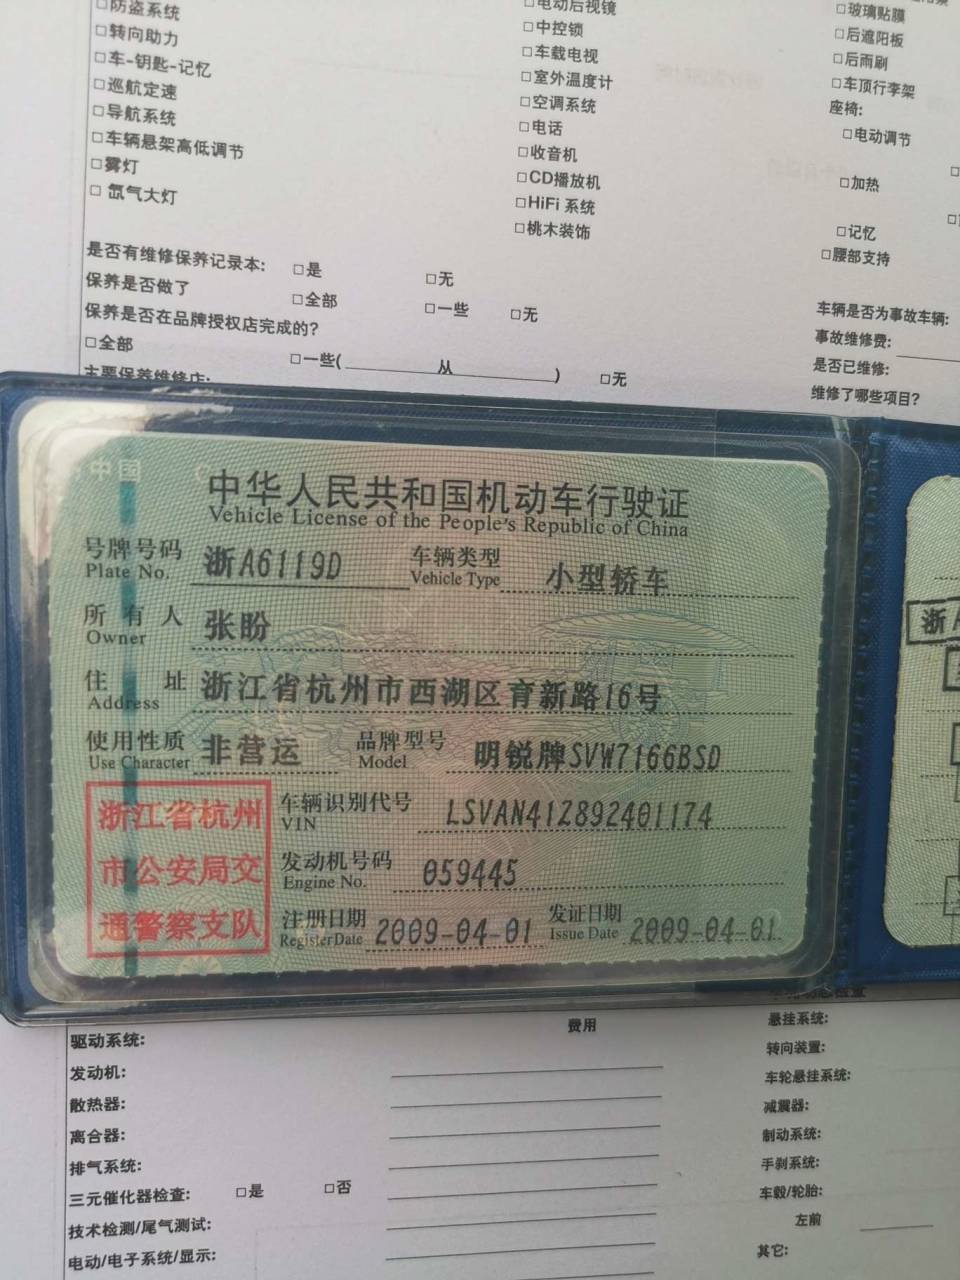 □防盗系统
□转向助力
□车-钥匙-记忆
□巡航定速
□导航系统
□车辆悬架高低调节
□雾灯
□氙气大灯
□电动后视镜
□中控锁
□车载电视
□室外温度计
□空调系统
□电话
□收音机
□CD播放机
□HiFi 系统
□桃木装饰
□玻璃贴膜
□后遮阳板
□后雨刷
□车顶行李架
座椅:
□电动调节
□加热
□记忆
□腰部支持
是否有维修保养记录本: □是 □无
保养是否做了 □全部 □一些 □无
保养是否在品牌授权店完成的?
□全部 □一些( 从 ) □无
主要保养维修店:
车辆是否为事故车辆:
事故维修费:
是否已维修:
维修了哪些项目?
中国
中华人民共和国机动车行驶证
Vehicle License of the People's Republic of China
号牌号码 浙A6119D 车辆类型 小型轿车
Plate No. Vehicle Type
所有人 张盼
Owner
住址 浙江省杭州市西湖区育新路16号
Address
使用性质 非营运 品牌型号 明锐牌SVW7166BSD
Use Character Model
浙江省杭州
市公安局交
通警察支队
车辆识别代号 LSVAN41Z892401174
VIN
发动机号码 059445
Engine No.
注册日期 2009-04-01 发证日期 2009-04-01
Register Date Issue Date
浙A
费用
驱动系统:
发动机:
散热器:
离合器:
排气系统:
三元催化器检查: □是 □否
技术检测/尾气测试:
电动/电子系统/显示:
悬挂系统:
转向装置:
车轮悬挂系统:
减震器:
制动系统:
手刹系统:
车毂/轮胎:
左前
其它: